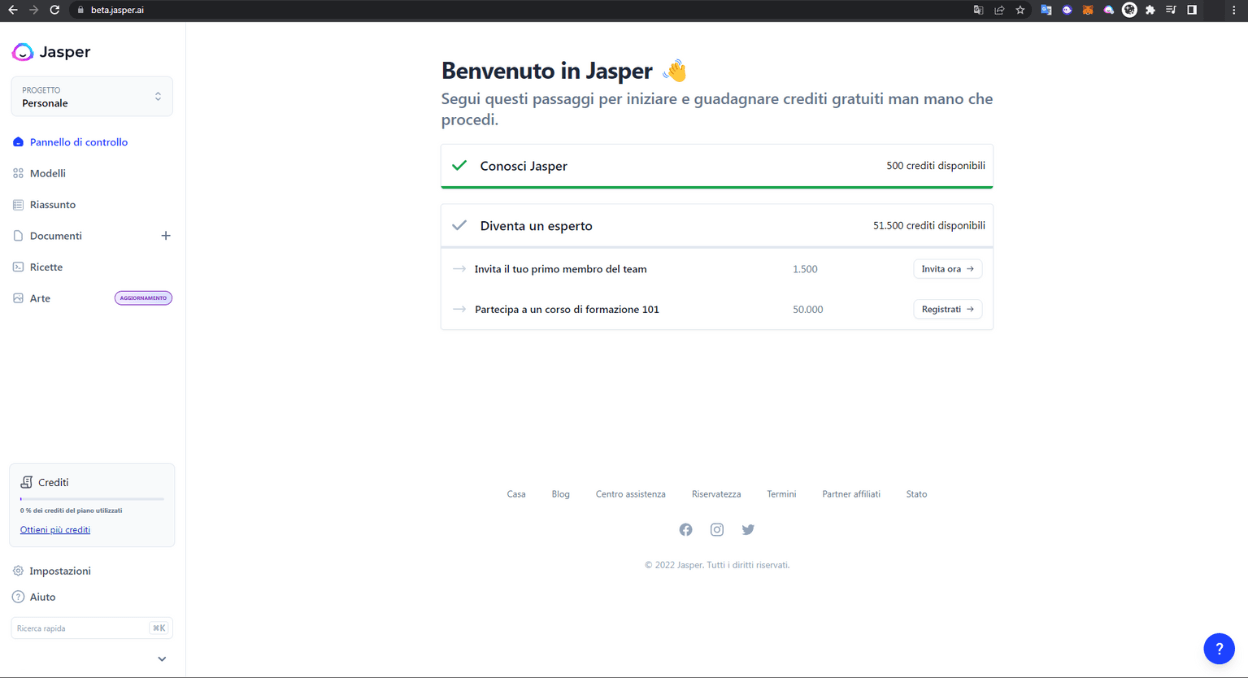 beta.jasper.ai
Jasper
PROGETTO
Personale
Pannello di controllo
Modelli
Riassunto
Documenti
Ricette
Arte
AGGIORNAMENTO
Crediti
0 % dei crediti del piano utilizzati
Ottieni più crediti
Impostazioni
Aiuto
Ricerca rapida ⌘K
Benvenuto in Jasper 👋
Segui questi passaggi per iniziare e guadagnare crediti gratuiti man mano che
procedi.
Conosci Jasper 500 crediti disponibili
Diventa un esperto 51.500 crediti disponibili
Invita il tuo primo membro del team 1.500 Invita ora →
Partecipa a un corso di formazione 101 50.000 Registrati →
Casa Blog Centro assistenza Riservatezza Termini Partner affiliati Stato
© 2022 Jasper. Tutti i diritti riservati.
?